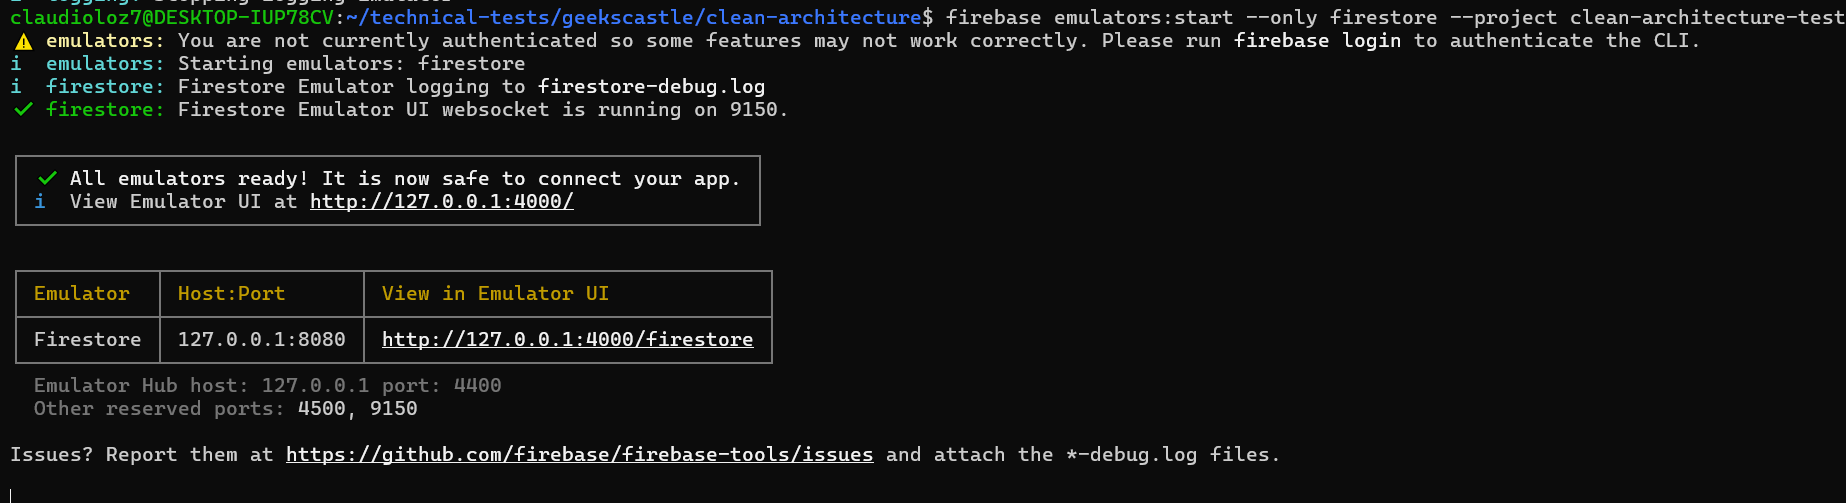 claudioloz7@DESKTOP-IUP78CV:~/technical-tests/geekscastle/clean-architecture$ firebase emulators:start --only firestore --project clean-architecture-test
⚠ emulators: You are not currently authenticated so some features may not work correctly. Please run firebase login to authenticate the CLI.
i emulators: Starting emulators: firestore
i firestore: Firestore Emulator logging to firestore-debug.log
✔ firestore: Firestore Emulator UI websocket is running on 9150.
✔ All emulators ready! It is now safe to connect your app.
i View Emulator UI at http://127.0.0.1:4000/
Emulator Host:Port View in Emulator UI
Firestore 127.0.0.1:8080 http://127.0.0.1:4000/firestore
Emulator Hub host: 127.0.0.1 port: 4400
Other reserved ports: 4500, 9150
Issues? Report them at https://github.com/firebase/firebase-tools/issues and attach the *-debug.log files.